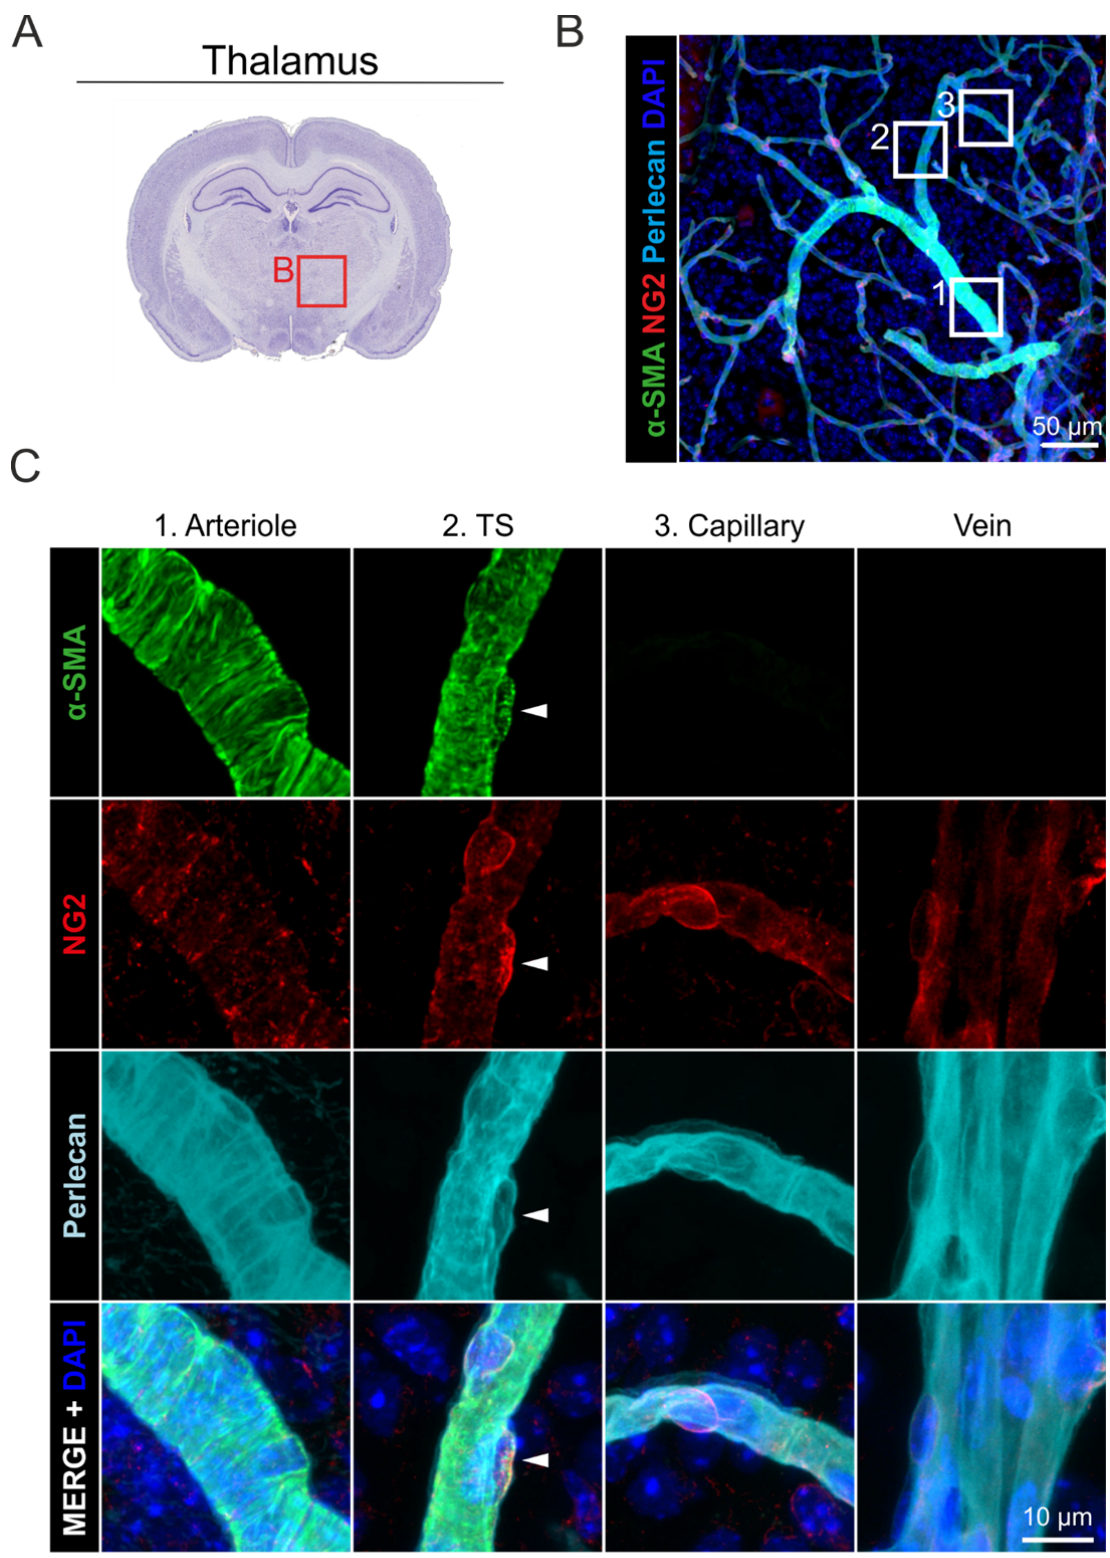 A
Thalamus
B
B
α-SMA NG2 Perlecan DAPI
1
2
3
50 µm
C
1. Arteriole
2. TS
3. Capillary
Vein
α-SMA
NG2
Perlecan
MERGE + DAPI
10 µm